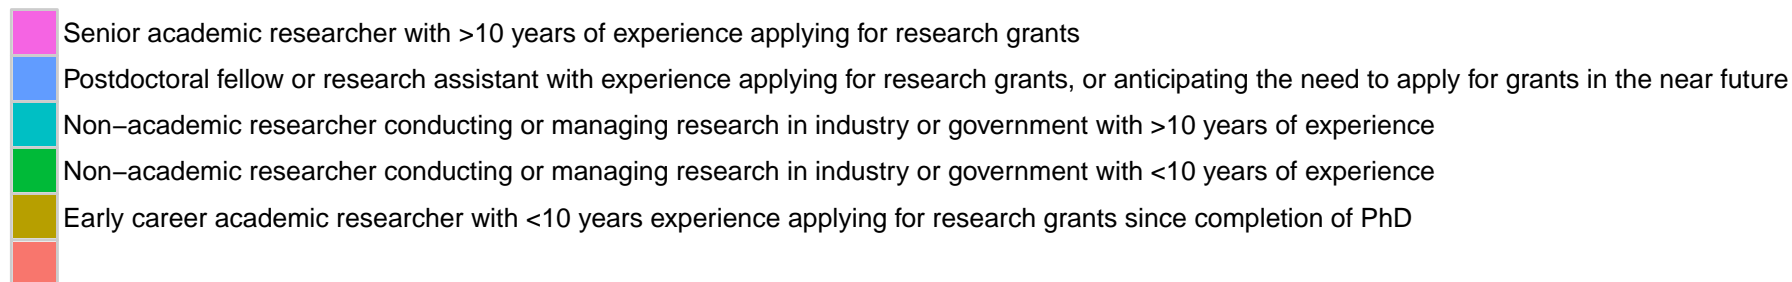 Senior academic researcher with >10 years of experience applying for research grants
Postdoctoral fellow or research assistant with experience applying for research grants, or anticipating the need to apply for grants in the near future
Non−academic researcher conducting or managing research in industry or government with >10 years of experience
Non−academic researcher conducting or managing research in industry or government with <10 years of experience
Early career academic researcher with <10 years experience applying for research grants since completion of PhD